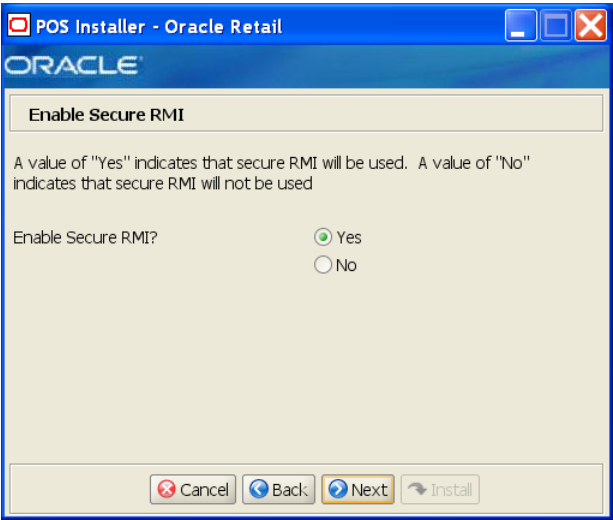 POS Installer - Oracle Retail
ORACLE
Enable Secure RMI
A value of "Yes" indicates that secure RMI will be used.  A value of "No"
indicates that secure RMI will not be used
Enable Secure RMI?
Yes
No
Cancel Back Next Install